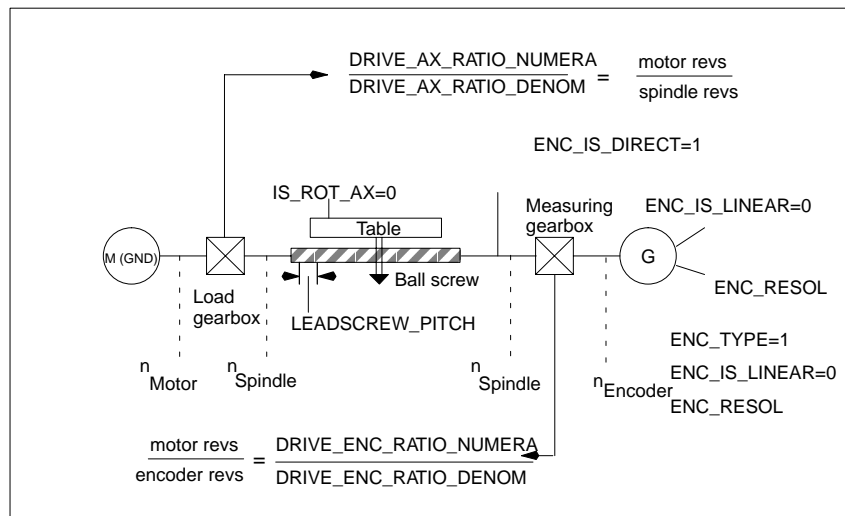 DRIVE_AX_RATIO_NUMERA
DRIVE_AX_RATIO_DENOM
=
motor revs
spindle revs
ENC_IS_DIRECT=1
IS_ROT_AX=0
Table
Measuring
gearbox
ENC_IS_LINEAR=0
M (GND)
G
Load
gearbox
Ball screw
ENC_RESOL
LEADSCREW_PITCH
ENC_TYPE=1
ENC_IS_LINEAR=0
ENC_RESOL
n Motor
n Spindle
n Spindle
n Encoder
motor revs
encoder revs
=
DRIVE_ENC_RATIO_NUMERA
DRIVE_ENC_RATIO_DENOM